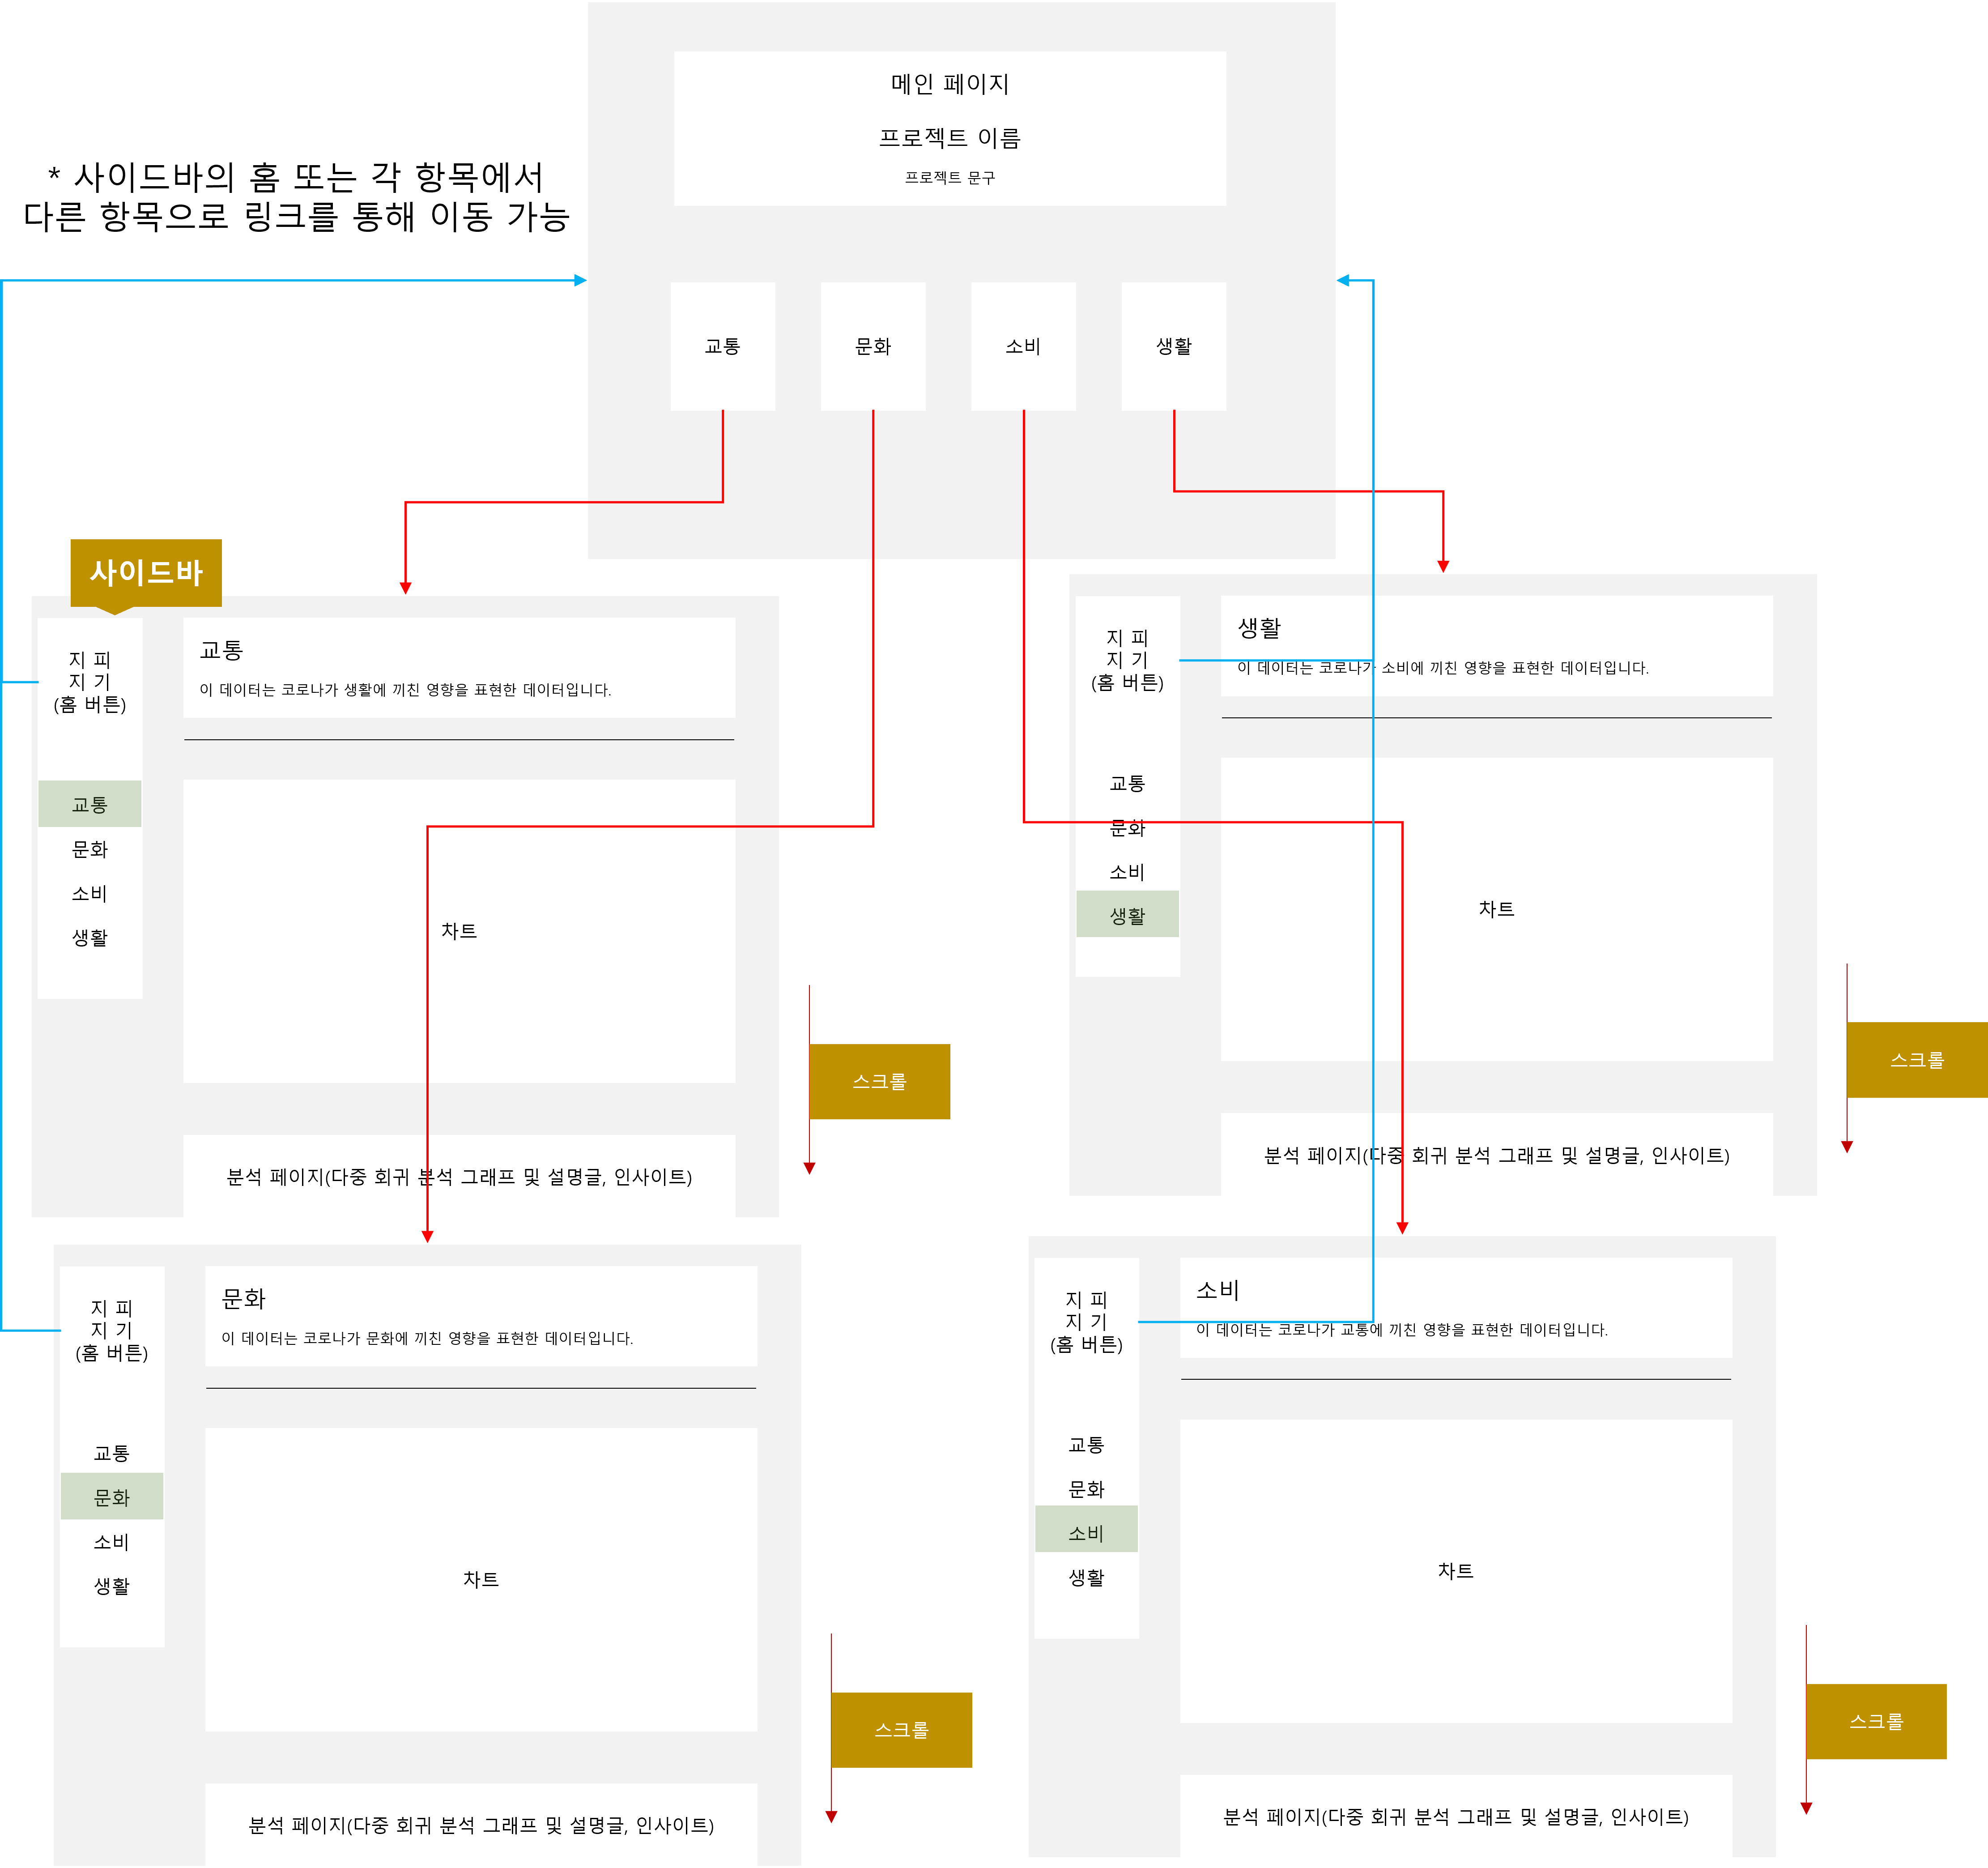 메인 페이지
프로젝트 이름
프로젝트 문구
* 사이드바의 홈 또는 각 항목에서
다른 항목으로 링크를 통해 이동 가능
교통
문화
소비
생활
사이드바
지 피
지 기
(홈 버튼)
교통
문화
소비
생활
교통
이 데이터는 코로나가 생활에 끼친 영향을 표현한 데이터입니다.
차트
스크롤
분석 페이지(다중 회귀 분석 그래프 및 설명글, 인사이트)
지 피
지 기
(홈 버튼)
교통
문화
소비
생활
생활
이 데이터는 코로나가 소비에 끼친 영향을 표현한 데이터입니다.
차트
스크롤
분석 페이지(다중 회귀 분석 그래프 및 설명글, 인사이트)
지 피
지 기
(홈 버튼)
교통
문화
소비
생활
문화
이 데이터는 코로나가 문화에 끼친 영향을 표현한 데이터입니다.
차트
스크롤
분석 페이지(다중 회귀 분석 그래프 및 설명글, 인사이트)
지 피
지 기
(홈 버튼)
교통
문화
소비
생활
소비
이 데이터는 코로나가 교통에 끼친 영향을 표현한 데이터입니다.
차트
스크롤
분석 페이지(다중 회귀 분석 그래프 및 설명글, 인사이트)